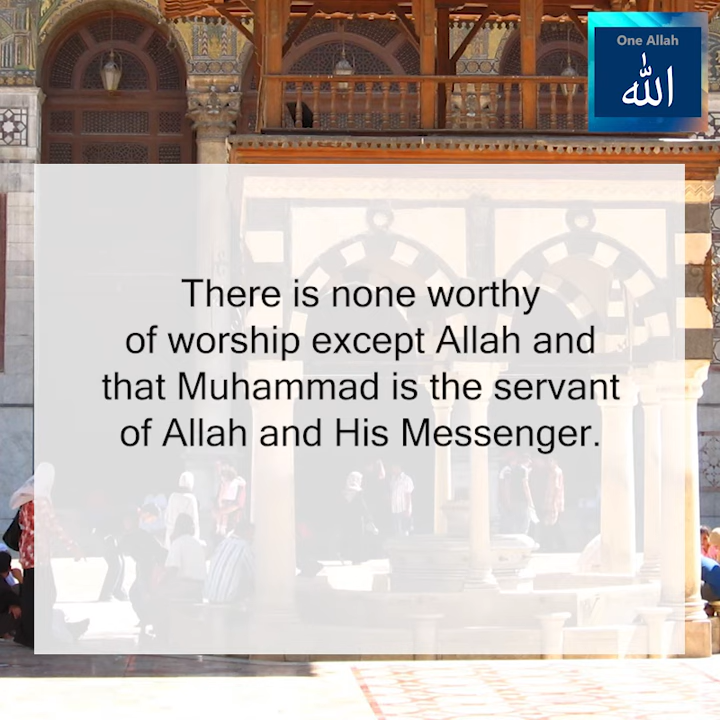 One Allah
الله
There is none worthy
of worship except Allah and
that Muhammad is the servant
of Allah and His Messenger.